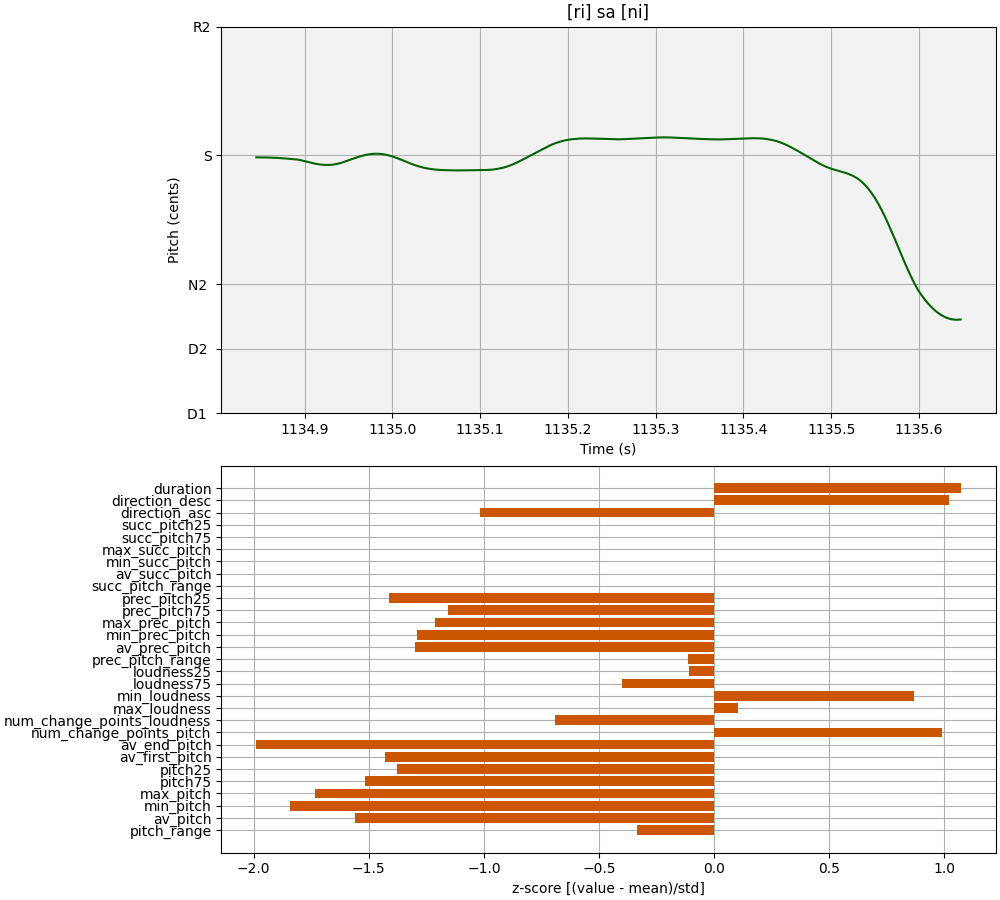 [ri] sa [ni]
R2
S
N2
D2
D1
Pitch (cents)
1134.9 1135.0 1135.1 1135.2 1135.3 1135.4 1135.5 1135.6
Time (s)
duration
direction_desc
direction_asc
succ_pitch25
succ_pitch75
max_succ_pitch
min_succ_pitch
av_succ_pitch
succ_pitch_range
prec_pitch25
prec_pitch75
max_prec_pitch
min_prec_pitch
av_prec_pitch
prec_pitch_range
loudness25
loudness75
min_loudness
max_loudness
num_change_points_loudness
num_change_points_pitch
av_end_pitch
av_first_pitch
pitch25
pitch75
max_pitch
min_pitch
av_pitch
pitch_range
−2.0 −1.5 −1.0 −0.5 0.0 0.5 1.0
z-score [(value - mean)/std]